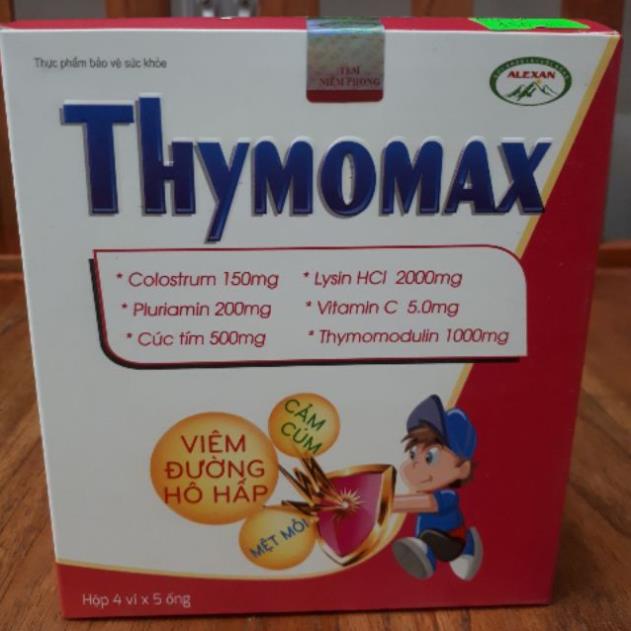 Thực phẩm bảo vệ sức khỏe
TEM
NIÊM PHONG
ALEXAN
THYMOMAX
* Colostrum 150mg
* Lysin HCl 2000mg
* Pluriamin 200mg
* Vitamin C 5.0mg
* Cúc tím 500mg
* Thymomodulin 1000mg
CẢM
CÚM
VIÊM
ĐƯỜNG
HÔ HẤP
MỆT MỎI
Hộp 4 vỉ x 5 ống